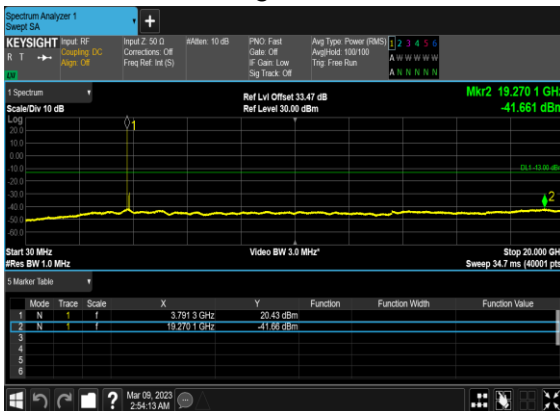 Spectrum Analyzer 1
Swept SA
+
KEYSIGHT Input: RF Input Z: 50 Ω #Atten: 10 dB PNO: Fast Avg Type: Power (RMS) 1 2 3 4 5 6
R T Coupling: DC Corrections: Off Gate: Off Avg|Hold: 100/100 A W W W W W
Align: Off Freq Ref: Int (S) IF Gain: Low Trig: Free Run
Sig Track: Off A N N N N N
LV
1 Spectrum Ref Lvl Offset 33.47 dB Mkr2 19.270 1 GHz
Scale/Div 10 dB Ref Level 30.00 dBm -41.661 dBm
Log
20.0
10.0
0.00
-10.0
DL1 -13.00 dBm
-20.0
-30.0
-40.0
-50.0
-60.0
1
2
Start 30 MHz Video BW 3.0 MHz* Stop 20.000 GH
#Res BW 1.0 MHz Sweep 34.7 ms (40001 pts
5 Marker Table
Mode Trace Scale X Y Function Function Width Function Value
1 N 1 f 3.791 3 GHz 20.43 dBm
2 N 1 f 19.270 1 GHz -41.66 dBm
3
4
5
6
? Mar 09, 2023
2:54:13 AM